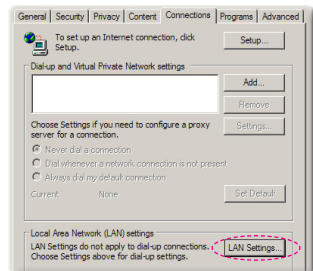 General Security Privacy Content Connections Programs Advanced
To set up an Internet connection, click Setup.
Setup...
Dial-up and Virtual Private Network settings
Add...
Remove
Choose Settings if you need to configure a proxy server for a connection.
Settings...
Never dial a connection
Dial whenever a network connection is not present
Always dial my default connection
Current None
Set Default
Local Area Network (LAN) settings
LAN Settings do not apply to dial-up connections. Choose Settings above for dial-up settings.
LAN Settings...